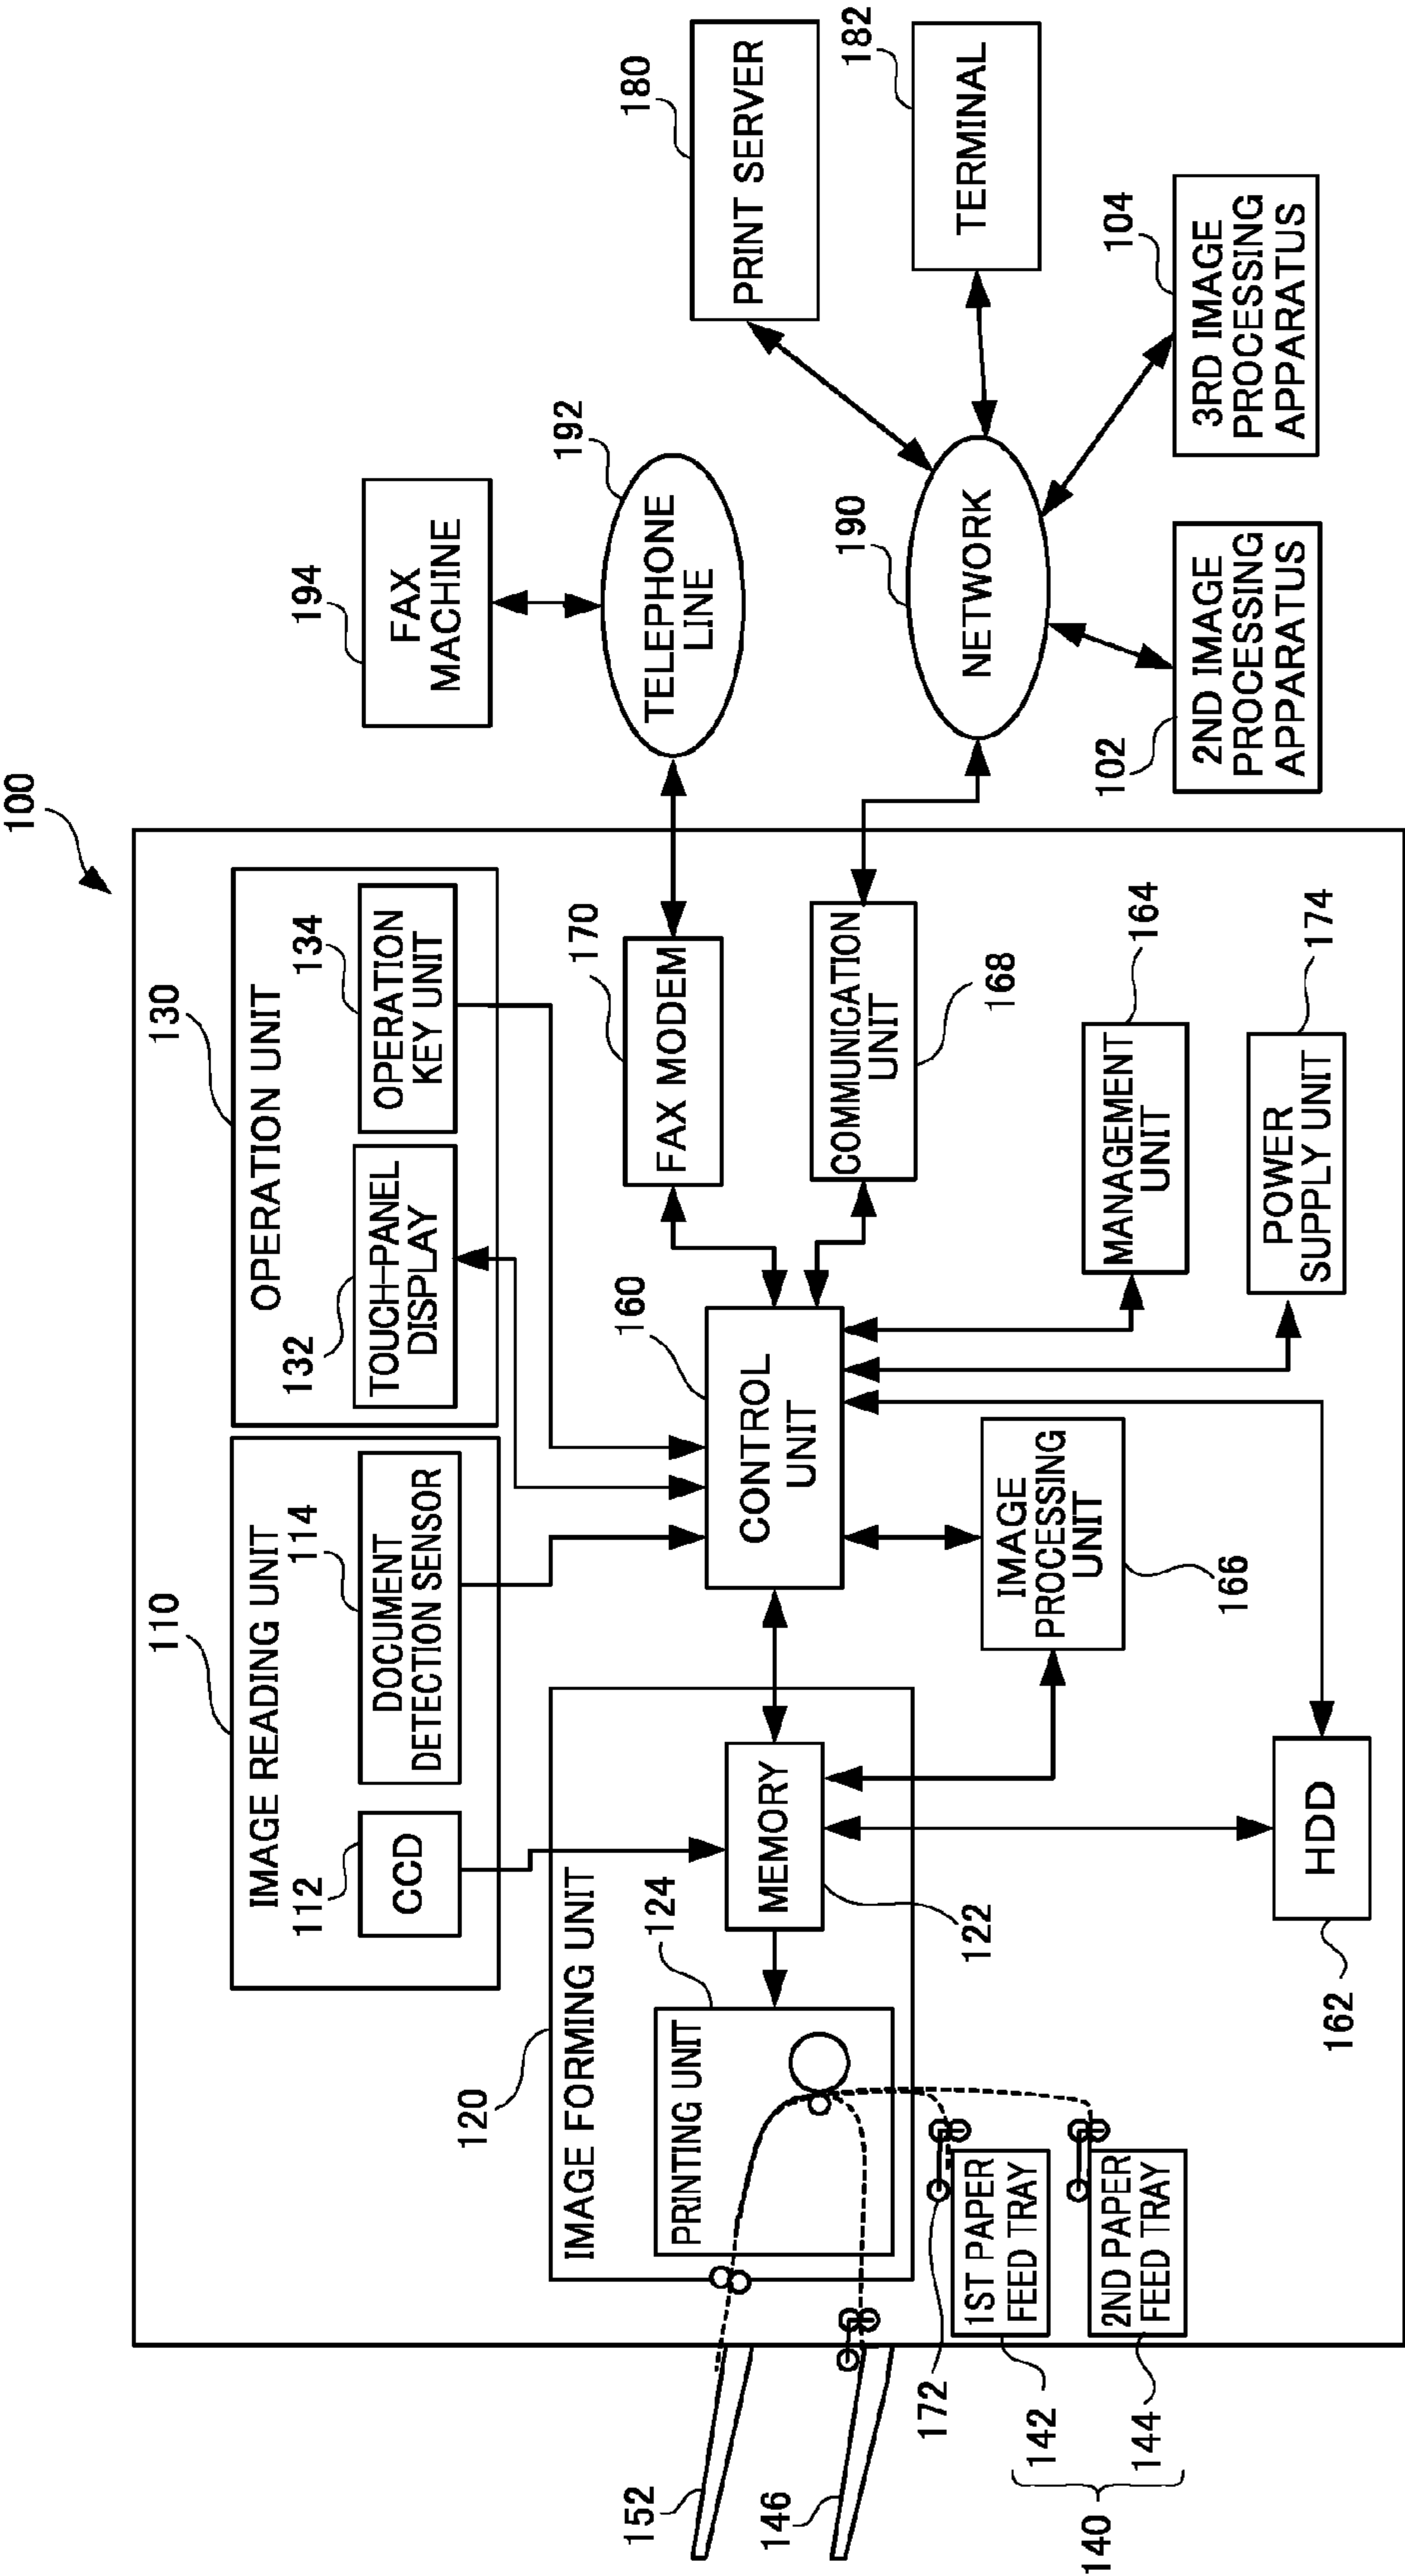 100
110
IMAGE READING UNIT
112
CCD
114
DOCUMENT
DETECTION SENSOR
130
OPERATION UNIT
132
TOUCH-PANEL
DISPLAY
134
OPERATION
KEY UNIT
194
FAX
MACHINE
192
TELEPHONE
LINE
180
PRINT SERVER
182
TERMINAL
120
IMAGE FORMING UNIT
124
PRINTING UNIT
MEMORY
122
160
CONTROL
UNIT
170
FAX MODEM
COMMUNICATION
UNIT
168
190
NETWORK
152
146
172
1ST PAPER
FEED TRAY
142
2ND PAPER
FEED TRAY
144
140
IMAGE
PROCESSING
UNIT
166
MANAGEMENT
UNIT
164
POWER
SUPPLY UNIT
174
HDD
162
102
2ND IMAGE
PROCESSING
APPARATUS
104
3RD IMAGE
PROCESSING
APPARATUS